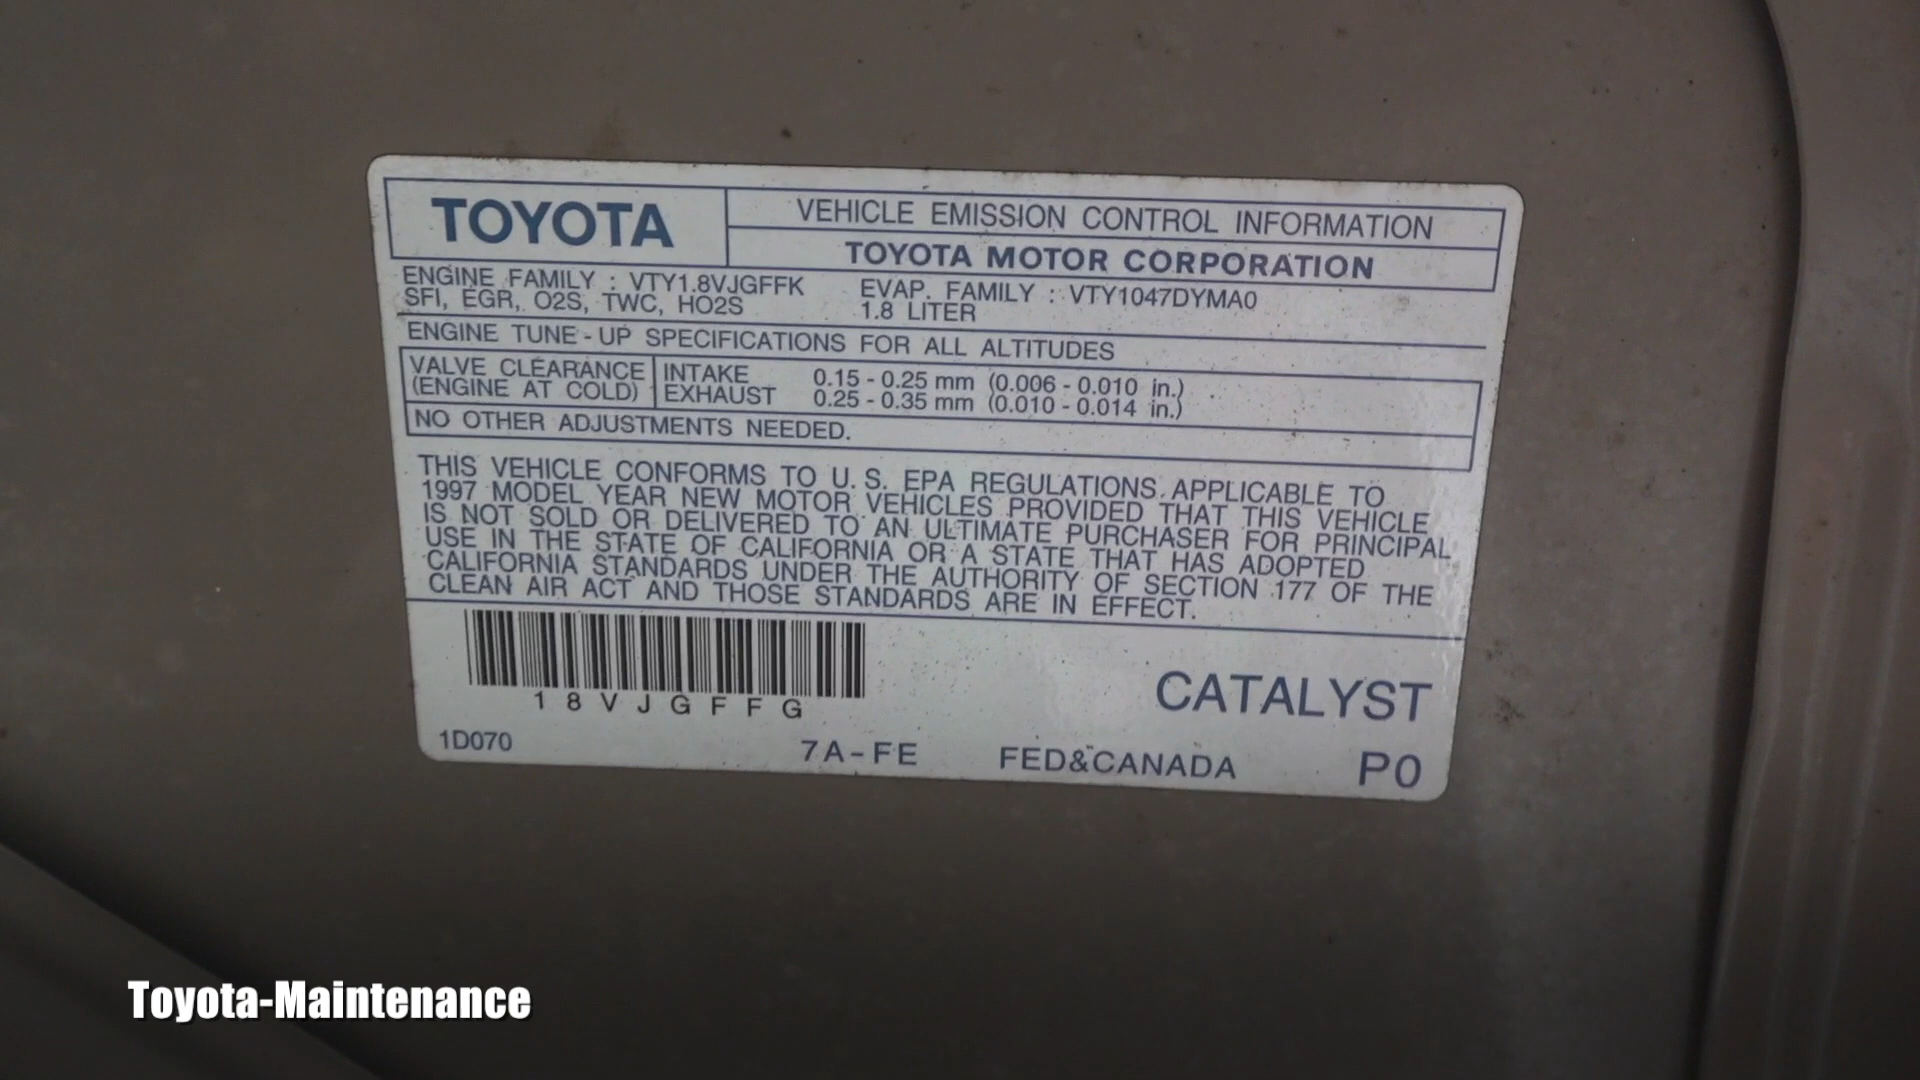 TOYOTA
VEHICLE EMISSION CONTROL INFORMATION
TOYOTA MOTOR CORPORATION
ENGINE FAMILY : VTY1.8VJGFFK
SFI, EGR, O2S, TWC, HO2S
EVAP. FAMILY : VTY1047DYMA0
1.8 LITER
ENGINE TUNE-UP SPECIFICATIONS FOR ALL ALTITUDES
VALVE CLEARANCE
(ENGINE AT COLD)
INTAKE 0.15 - 0.25 mm (0.006 - 0.010 in.)
EXHAUST 0.25 - 0.35 mm (0.010 - 0.014 in.)
NO OTHER ADJUSTMENTS NEEDED.
THIS VEHICLE CONFORMS TO U.S. EPA REGULATIONS APPLICABLE TO
1997 MODEL YEAR NEW MOTOR VEHICLES PROVIDED THAT THIS VEHICLE
IS NOT SOLD OR DELIVERED TO AN ULTIMATE PURCHASER FOR PRINCIPAL
USE IN THE STATE OF CALIFORNIA OR A STATE THAT HAS ADOPTED
CALIFORNIA STANDARDS UNDER THE AUTHORITY OF SECTION 177 OF THE
CLEAN AIR ACT AND THOSE STANDARDS ARE IN EFFECT.
18VJGFFG
CATALYST
1D070
7A-FE
FED&CANADA
P0
Toyota-Maintenance